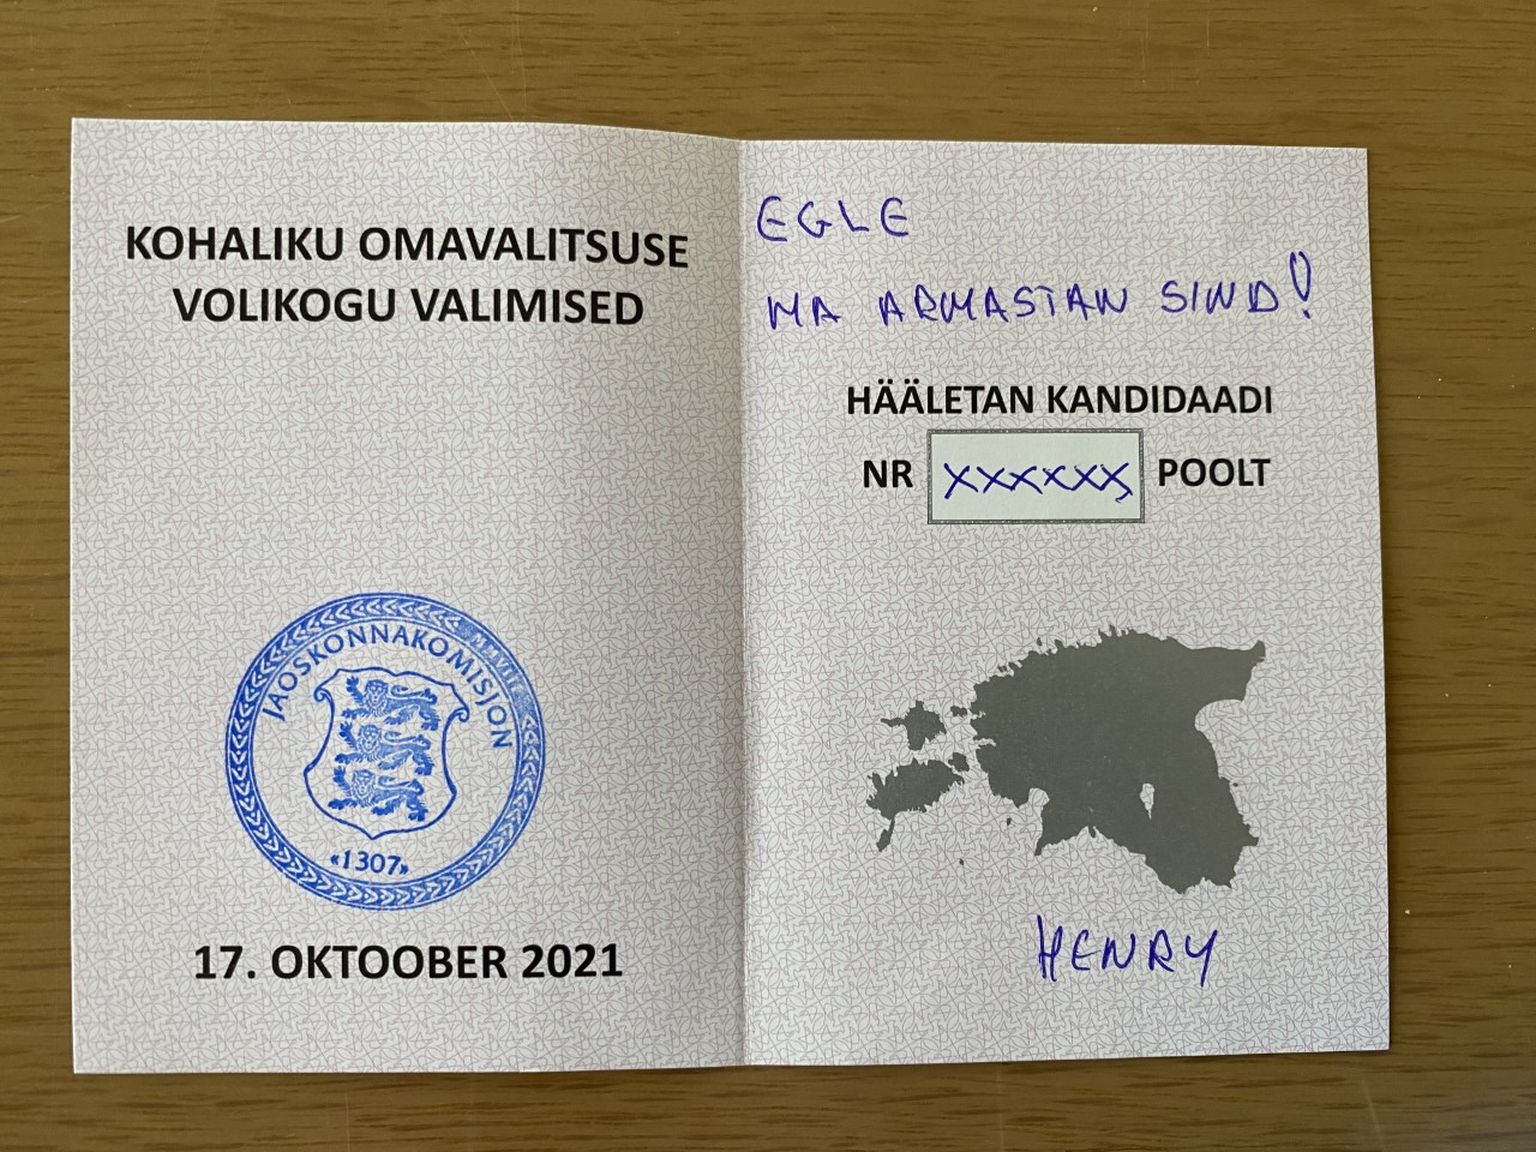 KOHALIKU OMAVALITSUSE
VOLIKOGU VALIMISED
JAOSKONNAKOMISJON
«1307»
17. OKTOOBER 2021
EGLE
MA ARMASTAN SIND!
HÄÄLETAN KANDIDAADI
NR XXXXXX POOLT
HENRY